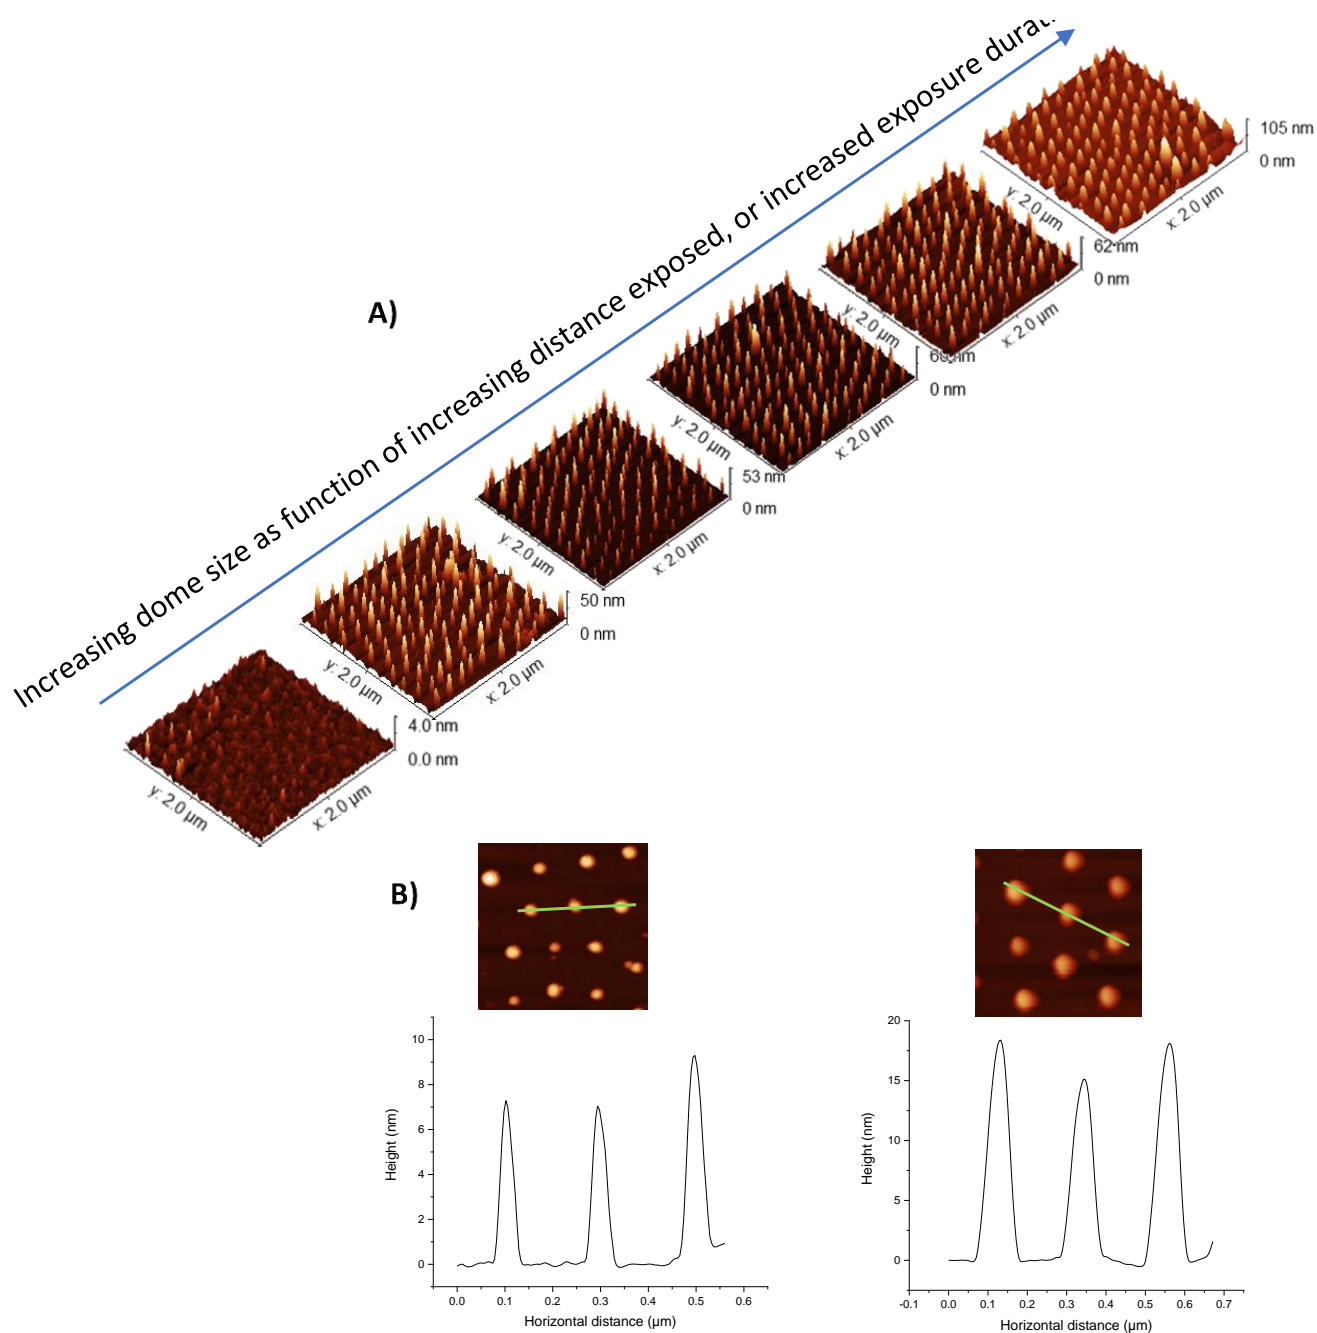 Increasing dome size as function of increasing distance exposed, or increased exposure
A)
105 nm
0 nm
y: 2.0 µm
x: 2.0 µm
62 nm
0 nm
y: 2.0 µm
x: 2.0 µm
nm
0 nm
y: 2.0 µm
x: 2.0 µm
53 nm
0 nm
y: 2.0 µm
x: 2.0 µm
50 nm
0 nm
y: 2.0 µm
x: 2.0 µm
4.0 nm
0.0 nm
y: 2.0 µm
x: 2.0 µm
B)
10
8
6
4
2
0
Height (nm)
0.0 0.1 0.2 0.3 0.4 0.5 0.6
Horizontal distance (µm)
20
15
10
5
0
Height (nm)
-0.1 0.0 0.1 0.2 0.3 0.4 0.5 0.6 0.7
Horizontal distance (µm)